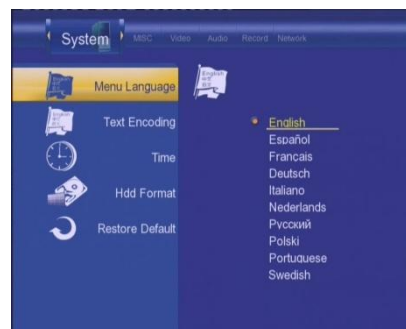 System MISC Video Audio Record Network
Menu Language
Text Encoding
Time
Hdd Format
Restore Default
English
English
Español
Français
Deutsch
Italiano
Nederlands
Русский
Polski
Portuguese
Swedish